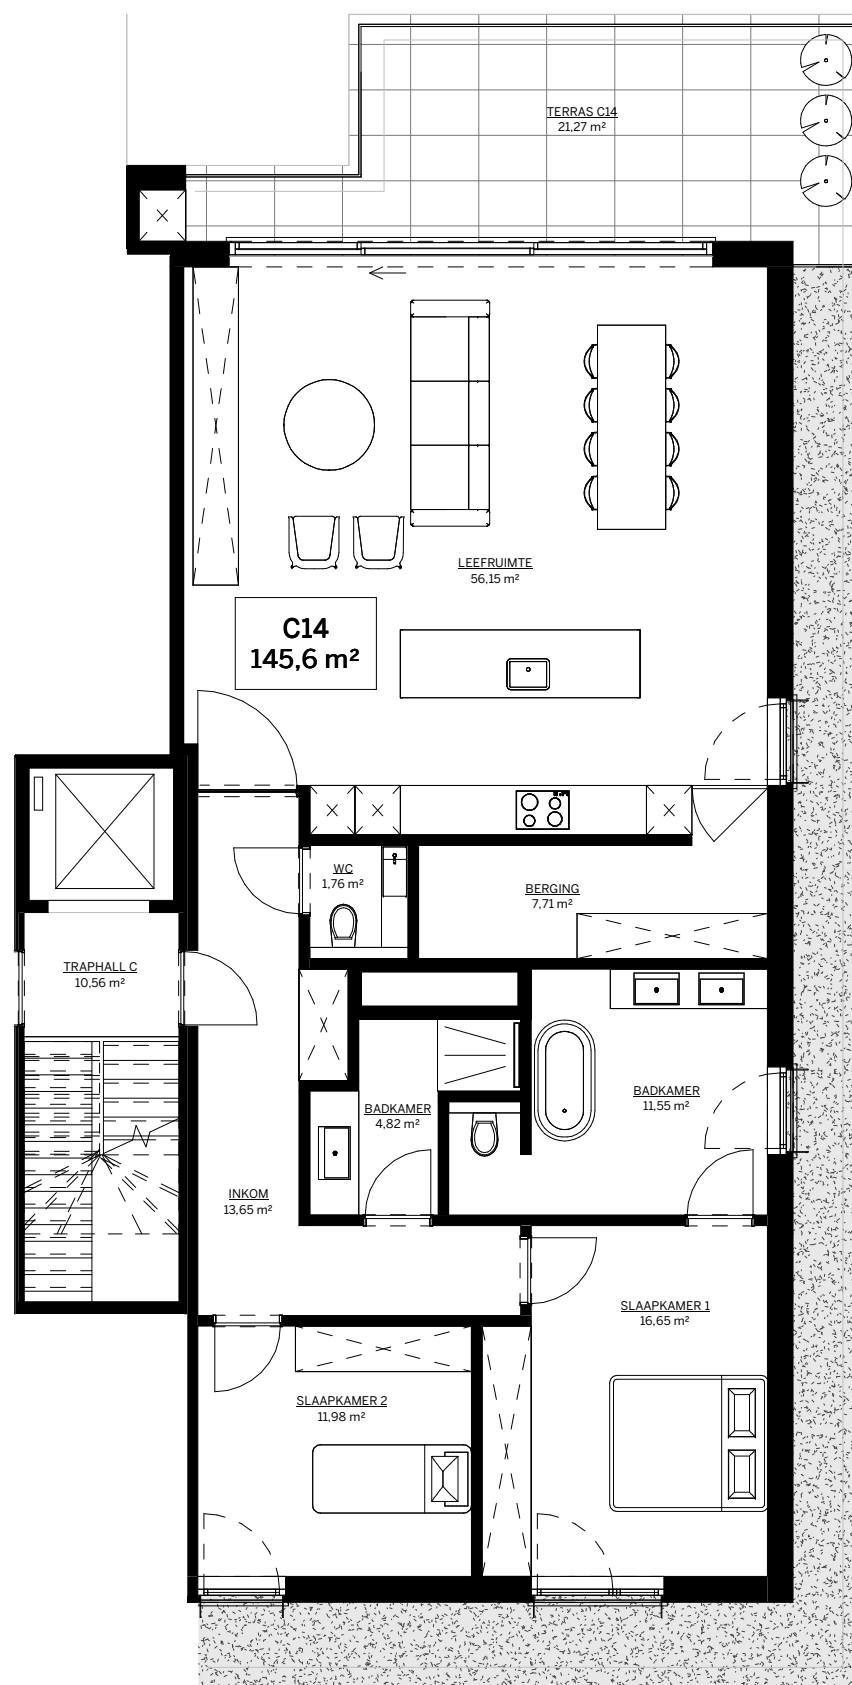 TERRAS C14
21,27 m²
LEEFRUIMTE
56,15 m²
C14
145,6 m²
WC
1,76 m²
BERGING
7,71 m²
TRAPHALL C
10,56 m²
BADKAMER
11,55 m²
BADKAMER
4,82 m²
INKOM
13,65 m²
SLAAPKAMER 1
16,65 m²
SLAAPKAMER 2
11,98 m²